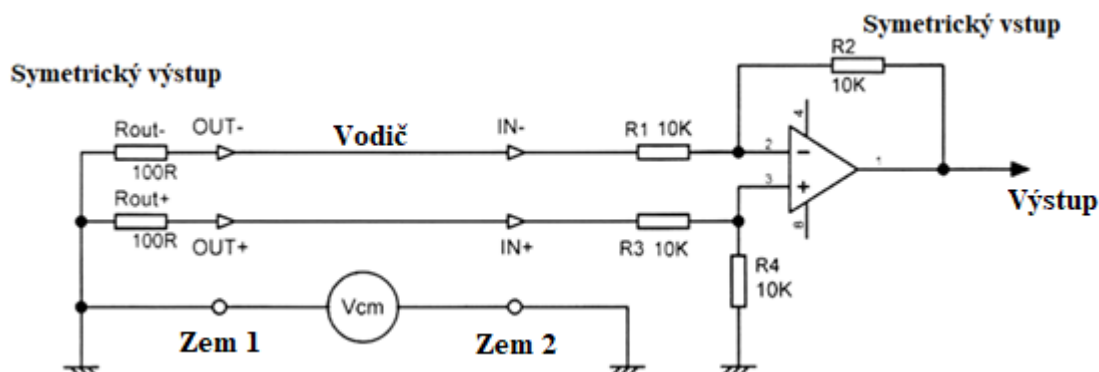 Symetrický vstup
R2
10K
Symetrický výstup
4
Rout-
OUT-
Vodič
IN-
R1 10K
2
−
1
100R
3
+
Výstup
Rout+
8
100R
OUT+
IN+
R3 10K
R4
10K
Vcm
Zem 1
Zem 2